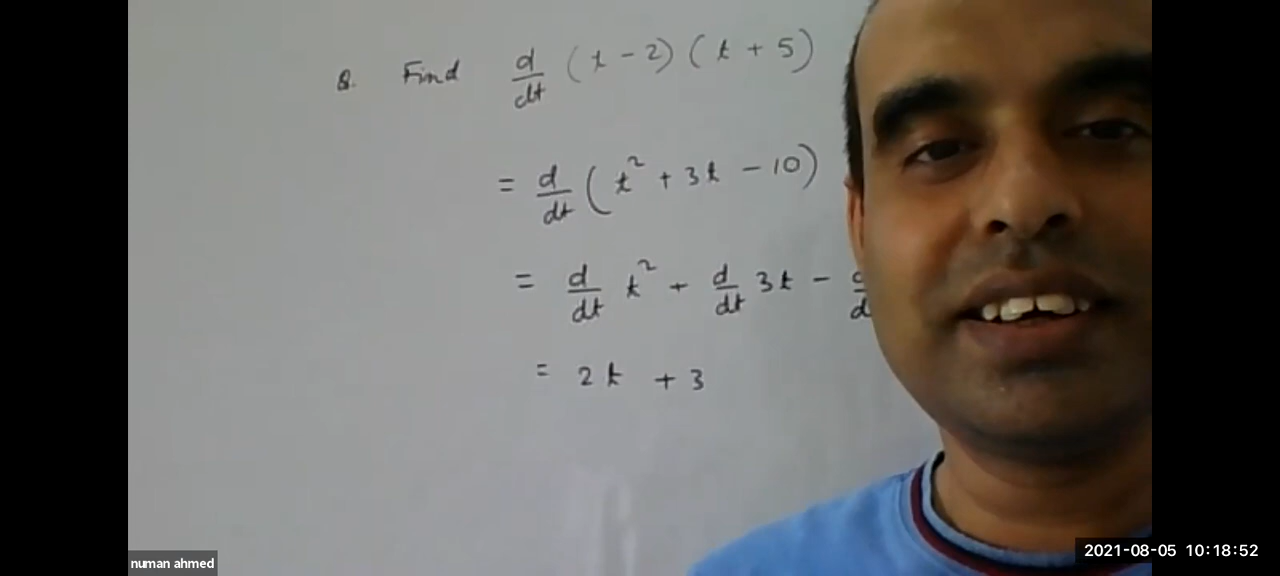 Q. Find d/dt (t - 2) (t + 5)
= d/dt (t² + 3t - 10)
= d/dt t² + d/dt 3t - d
= 2t + 3
numan ahmed
2021-08-05 10:18:52